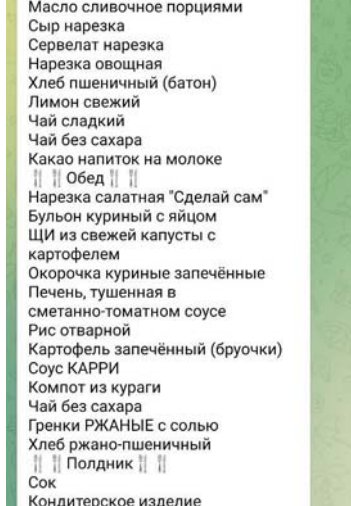 Масло сливочное порциями
Сыр нарезка
Сервелат нарезка
Нарезка овощная
Хлеб пшеничный (батон)
Лимон свежий
Чай сладкий
Чай без сахара
Какао напиток на молоке
🍴🍴Обед🍴🍴
Нарезка салатная "Сделай сам"
Бульон куриный с яйцом
ЩИ из свежей капусты с
картофелем
Окорочка куриные запечённые
Печень, тушенная в
сметанно-томатном соусе
Рис отварной
Картофель запечённый (бруочки)
Соус КАРРИ
Компот из кураги
Чай без сахара
Гренки РЖАНЫЕ с солью
Хлеб ржано-пшеничный
🍴🍴Полдник🍴🍴
Сок
Кондитерское изделие